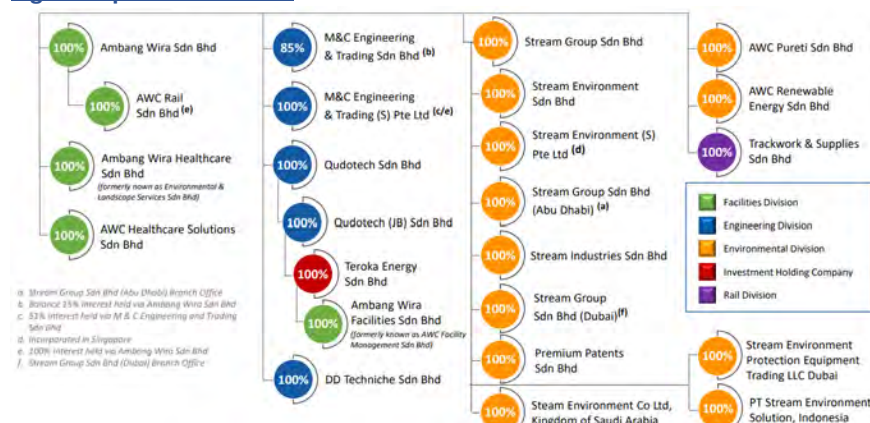 100%
Ambang Wira Sdn Bhd
100%
AWC Rail
Sdn Bhd (e)
100%
Ambang Wira Healthcare
Sdn Bhd
(formerly nown as Environmental &
Landscape Services Sdn Bhd)
100%
AWC Healthcare Solutions
Sdn Bhd
a. Stream Group Sdn Bhd (Abu Dhabi) Branch Office
b. Balance 15% interest held via Ambang Wira Sdn Bhd
c. 51% interest held via M & C Engineering and Trading
Sdn Bhd
d. Incorporated in Singapore
e. 100% interest held via Ambang Wira Sdn Bhd
f. Stream Group Sdn Bhd (Dubai) Branch Office
85%
M&C Engineering
& Trading Sdn Bhd (b)
100%
M&C Engineering
& Trading (S) Pte Ltd (c/e)
100%
Qudotech Sdn Bhd
100%
Qudotech (JB) Sdn Bhd
100%
Teroka Energy
Sdn Bhd
100%
Ambang Wira
Facilities Sdn Bhd
(formerly known as AWC Facility
Management Sdn Bhd)
100%
DD Techniche Sdn Bhd
100%
Stream Group Sdn Bhd
100%
Stream Environment
Sdn Bhd
100%
Stream Environment (S)
Pte Ltd (d)
100%
Stream Group Sdn Bhd
(Abu Dhabi) (a)
100%
Stream Industries Sdn Bhd
100%
Stream Group
Sdn Bhd (Dubai)(f)
100%
Premium Patents
Sdn Bhd
100%
Steam Environment Co Ltd,
Kingdom of Saudi Arabia
100%
AWC Pureti Sdn Bhd
100%
AWC Renewable
Energy Sdn Bhd
100%
Trackwork & Supplies
Sdn Bhd
Facilities Division
Engineering Division
Environmental Division
Investment Holding Company
Rail Division
100%
Stream Environment
Protection Equipment
Trading LLC Dubai
100%
PT Stream Environment
Solution, Indonesia